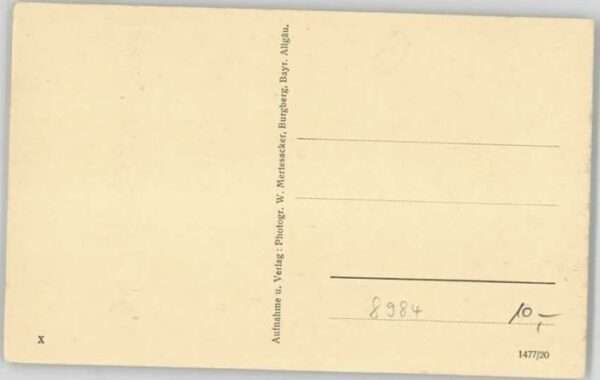 Aufnahme u. Verlag: Photogr. W. Mertesacker, Burgberg, Bayr. Allgäu.
8984
10,-
X
1477/20